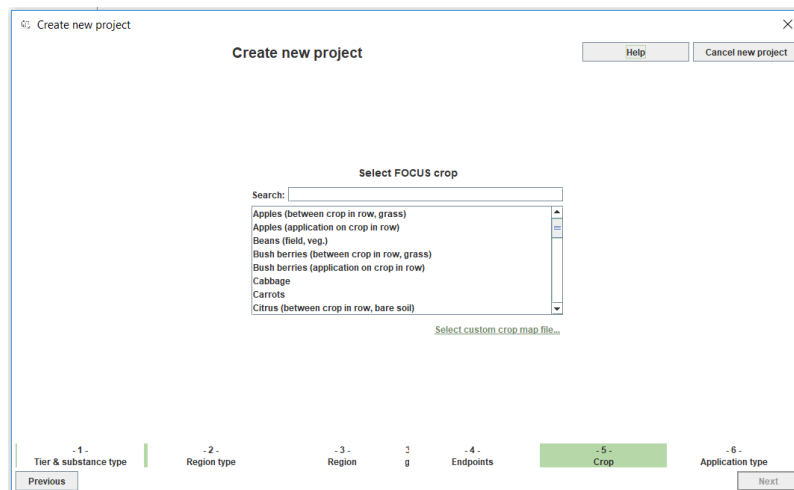 Create new project
Create new project
Help
Cancel new project
Select FOCUS crop
Search:
Apples (between crop in row, grass)
Apples (application on crop in row)
Beans (field, veg.)
Bush berries (between crop in row, grass)
Bush berries (application on crop in row)
Cabbage
Carrots
Citrus (between crop in row, bare soil)
Select custom crop map file...
- 1 -
Tier & substance type
- 2 -
Region type
- 3 -
Region
- 4 -
Endpoints
- 5 -
Crop
- 6 -
Application type
Previous
Next